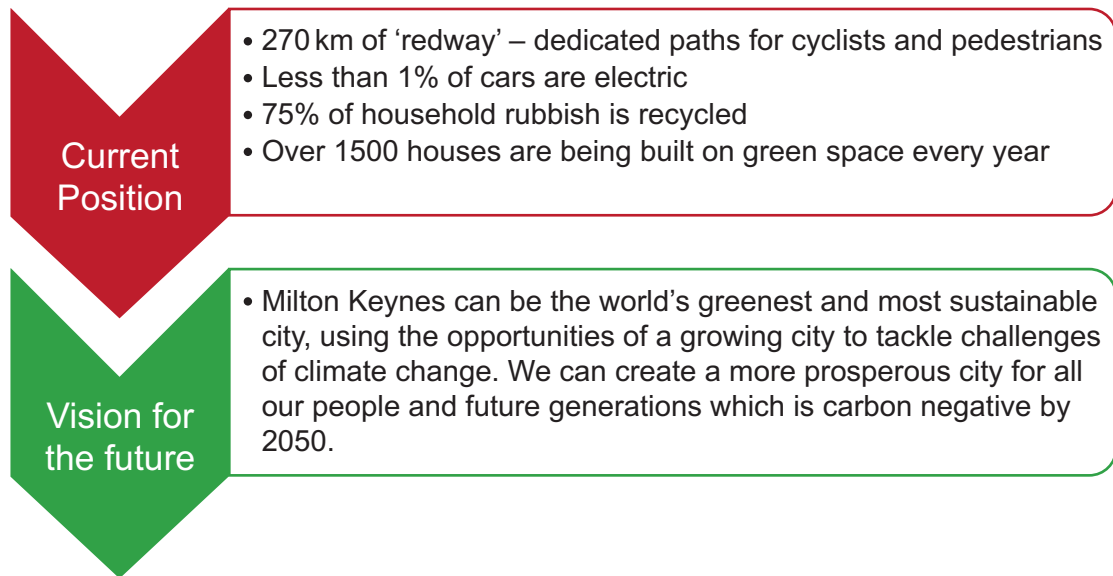 Current
Position
• 270 km of ‘redway’ – dedicated paths for cyclists and pedestrians
• Less than 1% of cars are electric
• 75% of household rubbish is recycled
• Over 1500 houses are being built on green space every year
Vision for
the future
• Milton Keynes can be the world’s greenest and most sustainable
city, using the opportunities of a growing city to tackle challenges
of climate change. We can create a more prosperous city for all
our people and future generations which is carbon negative by
2050.